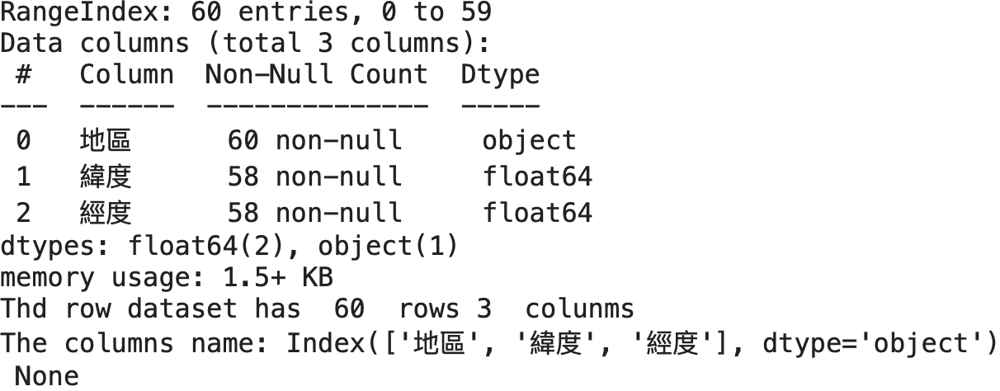 RangeIndex: 60 entries, 0 to 59
Data columns (total 3 columns):
 #   Column  Non-Null Count  Dtype
---  ------  --------------  -----
 0   地區      60 non-null     object
 1   緯度      58 non-null     float64
 2   經度      58 non-null     float64
dtypes: float64(2), object(1)
memory usage: 1.5+ KB
Thd row dataset has  60  rows 3  colunms
The columns name: Index(['地區', '緯度', '經度'], dtype='object')
 None